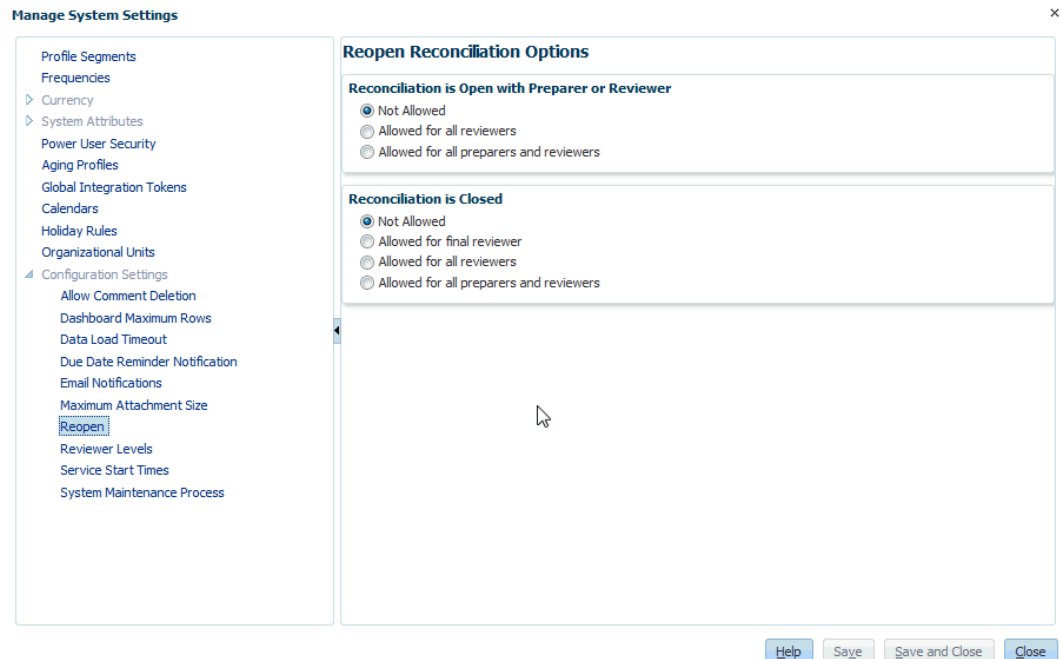 Manage System Settings
Profile Segments
Frequencies
Currency
System Attributes
Power User Security
Aging Profiles
Global Integration Tokens
Calendars
Holiday Rules
Organizational Units
Configuration Settings
Allow Comment Deletion
Dashboard Maximum Rows
Data Load Timeout
Due Date Reminder Notification
Email Notifications
Maximum Attachment Size
Reopen
Reviewer Levels
Service Start Times
System Maintenance Process
Reopen Reconciliation Options
Reconciliation is Open with Preparer or Reviewer
Not Allowed
Allowed for all reviewers
Allowed for all preparers and reviewers
Reconciliation is Closed
Not Allowed
Allowed for final reviewer
Allowed for all reviewers
Allowed for all preparers and reviewers
Help Save Save and Close Close